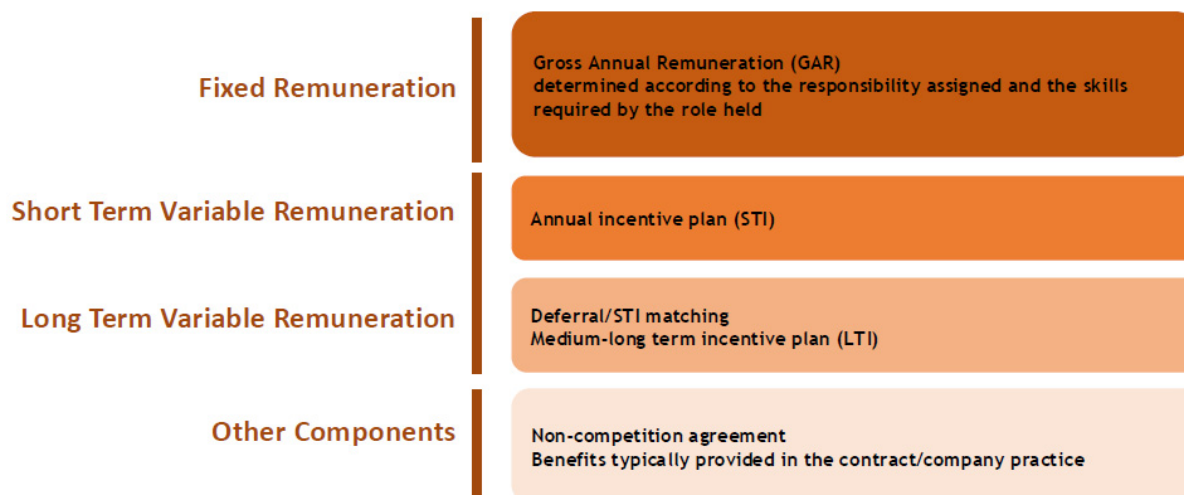 Fixed Remuneration
Gross Annual Remuneration (GAR)
determined according to the responsibility assigned and the skills
required by the role held
Short Term Variable Remuneration
Annual incentive plan (STI)
Long Term Variable Remuneration
Deferral/STI matching
Medium-long term incentive plan (LTI)
Other Components
Non-competition agreement
Benefits typically provided in the contract/company practice